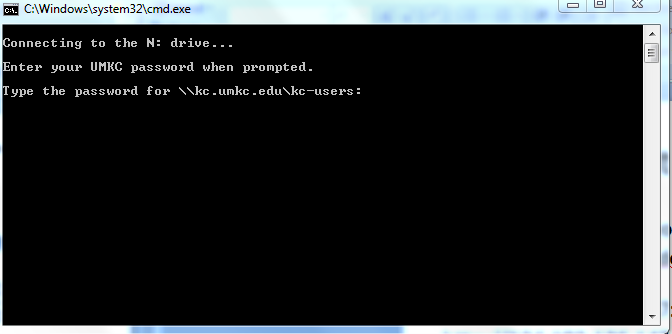 C:\Windows\system32\cmd.exe
Connecting to the N: drive...
Enter your UMKC password when prompted.
Type the password for \\kc.umkc.edu\kc-users: